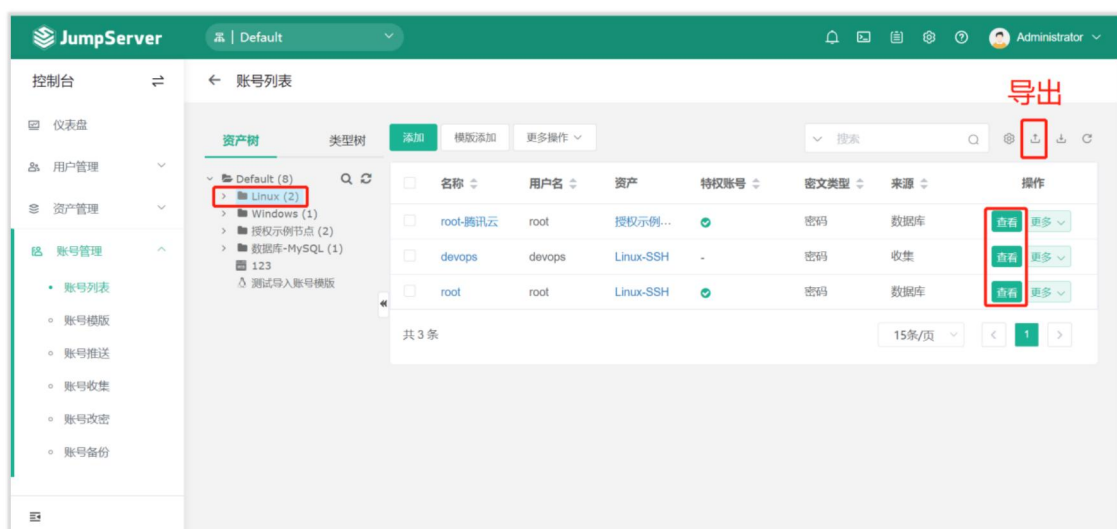 JumpServer
Default
Administrator
控制台
账号列表
导出
仪表盘
用户管理
资产管理
账号管理
账号列表
账号模版
账号推送
账号收集
账号改密
账号备份
资产树 类型树
Default (8)
Linux (2)
Windows (1)
授权示例节点 (2)
数据库-MySQL (1)
123
测试导入账号模版
添加 模版添加 更多操作 搜索
名称 用户名 资产 特权账号 密文类型 来源 操作
root-腾讯云 root 授权示例... 密码 数据库 查看 更多
devops devops Linux-SSH - 密码 收集 查看 更多
root root Linux-SSH 密码 数据库 查看 更多
共 3 条 15条/页 1